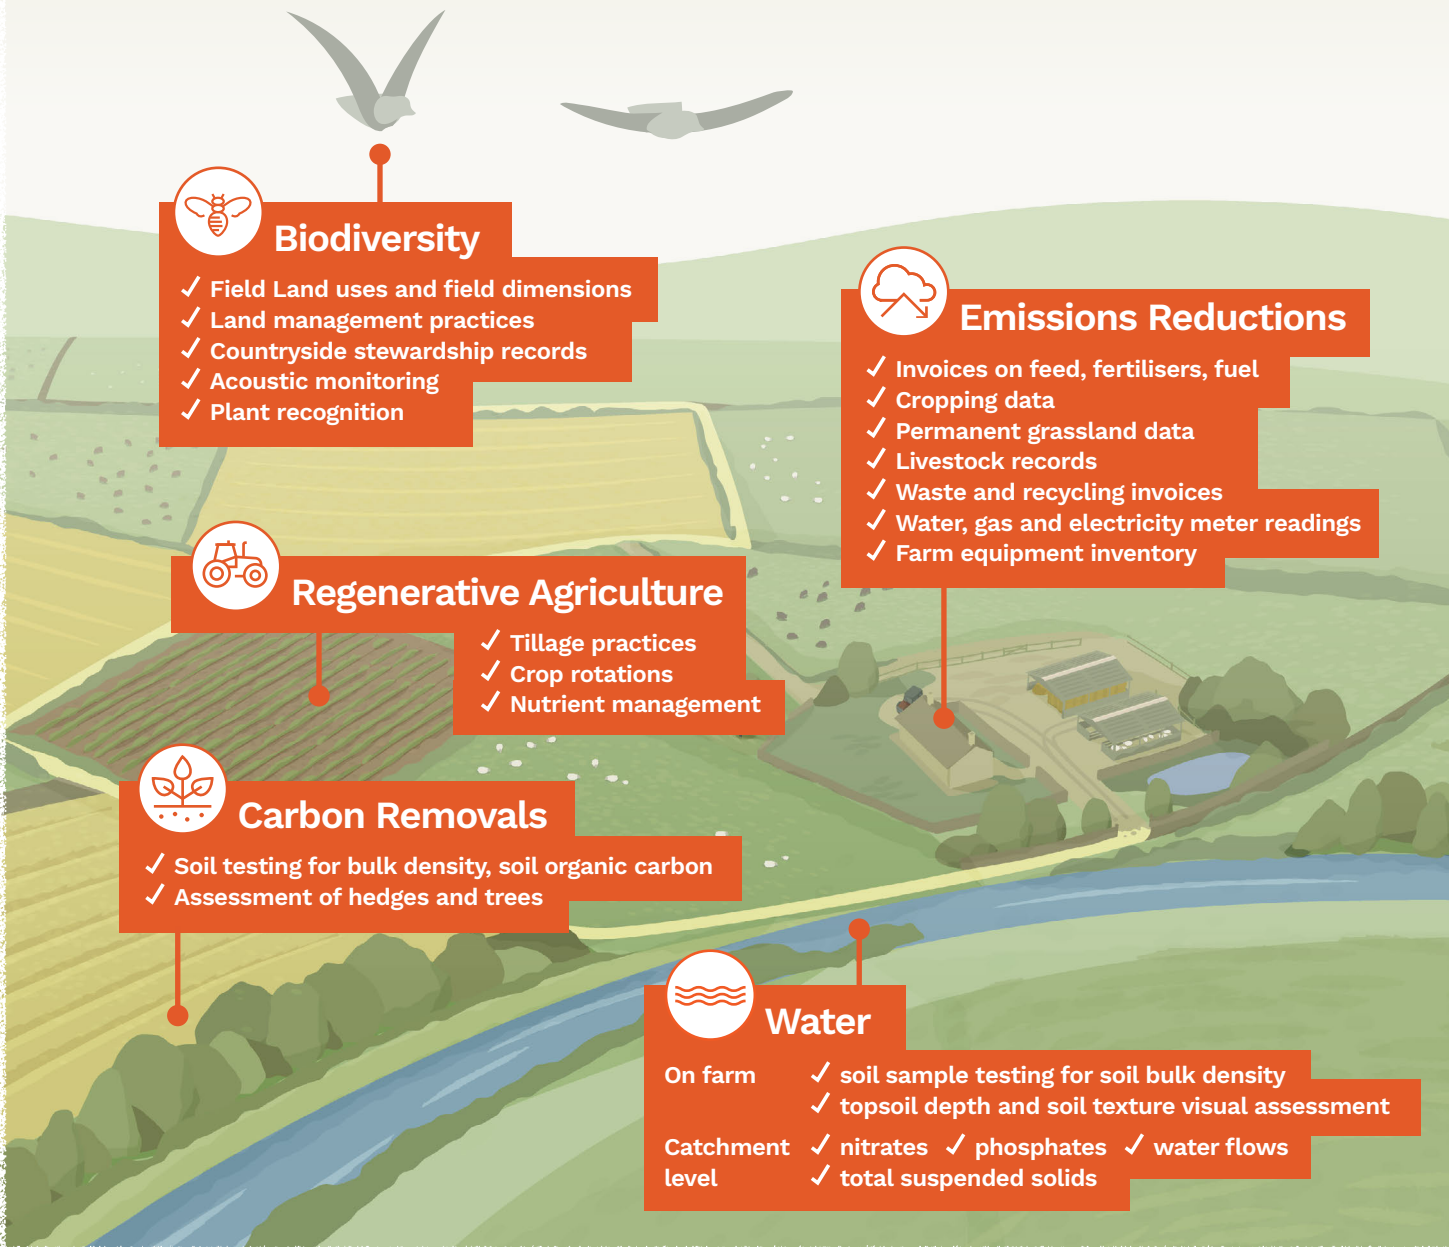 Biodiversity
Field Land uses and field dimensions
Land management practices
Countryside stewardship records
Acoustic monitoring
Plant recognition
Emissions Reductions
Invoices on feed, fertilisers, fuel
Cropping data
Permanent grassland data
Livestock records
Waste and recycling invoices
Water, gas and electricity meter readings
Farm equipment inventory
Regenerative Agriculture
Tillage practices
Crop rotations
Nutrient management
Carbon Removals
Soil testing for bulk density, soil organic carbon
Assessment of hedges and trees
Water
On farm ✓ soil sample testing for soil bulk density
✓ topsoil depth and soil texture visual assessment
Catchment ✓ nitrates ✓ phosphates ✓ water flows
level ✓ total suspended solids